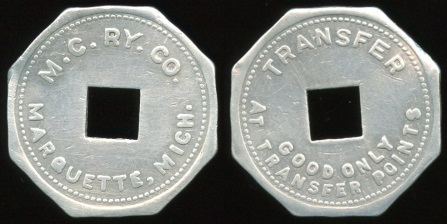 M.C.RY.CO.
MARQUETTE, MICH.
TRANSFER
GOOD ONLY
AT TRANSFER POINTS